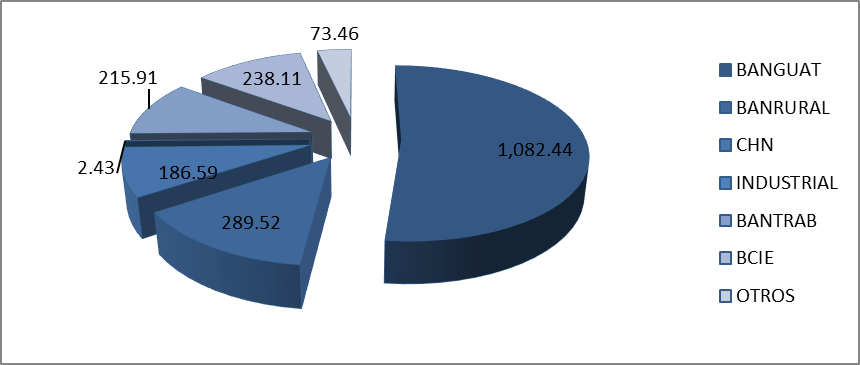 73.46
215.91
238.11
1,082.44
2.43
186.59
289.52
BANGUAT
BANRURAL
CHN
INDUSTRIAL
BANTRAB
BCIE
OTROS